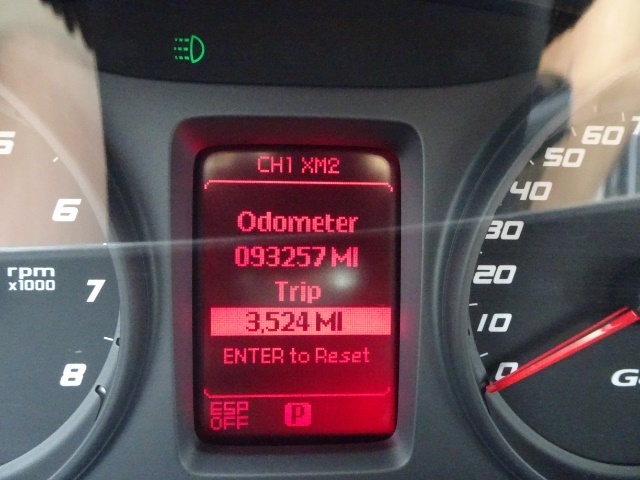 CH1 XM2
Odometer
093257 MI
Trip
3,524 MI
ENTER to Reset
ESP
OFF
P
5
6
rpm
x1000
7
8
60
50
40
30
20
10
0